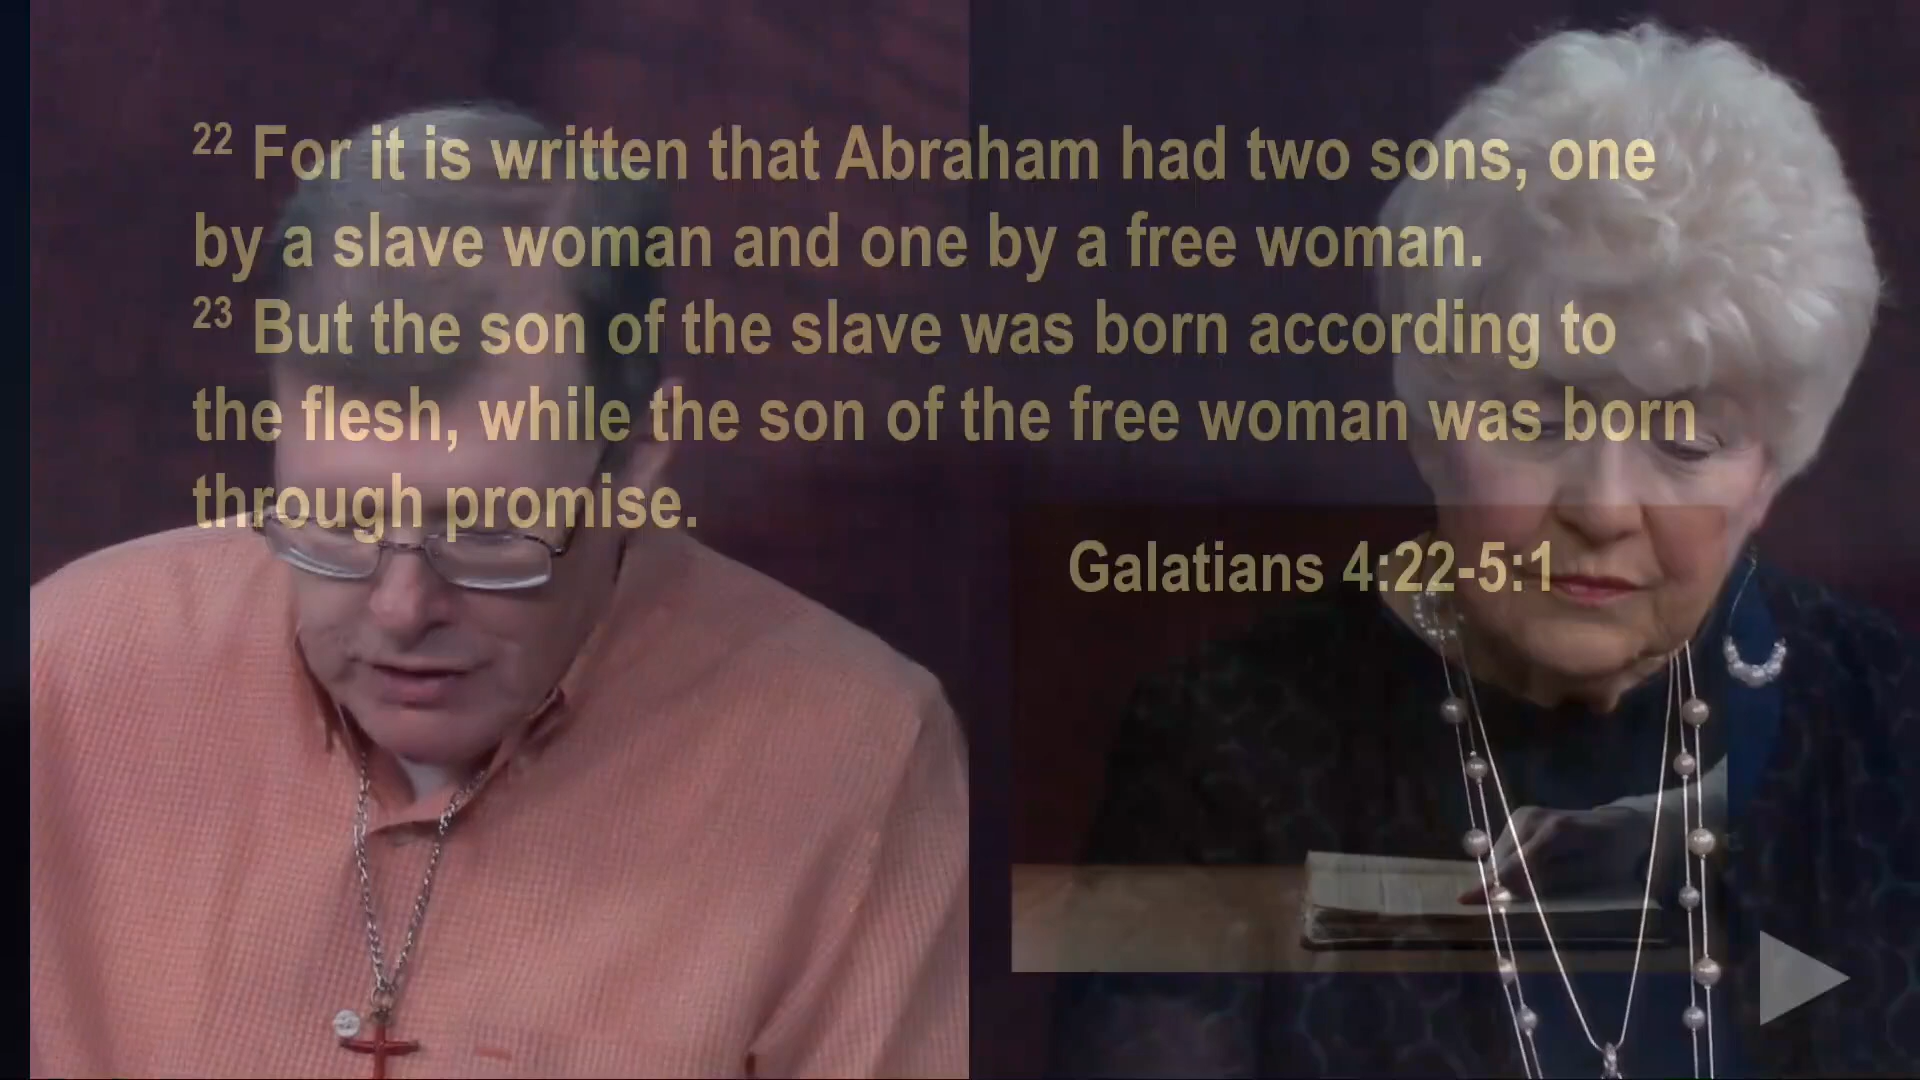 22 For it is written that Abraham had two sons, one
by a slave woman and one by a free woman.
23 But the son of the slave was born according to
the flesh, while the son of the free woman was born
through promise.
Galatians 4:22-5:1